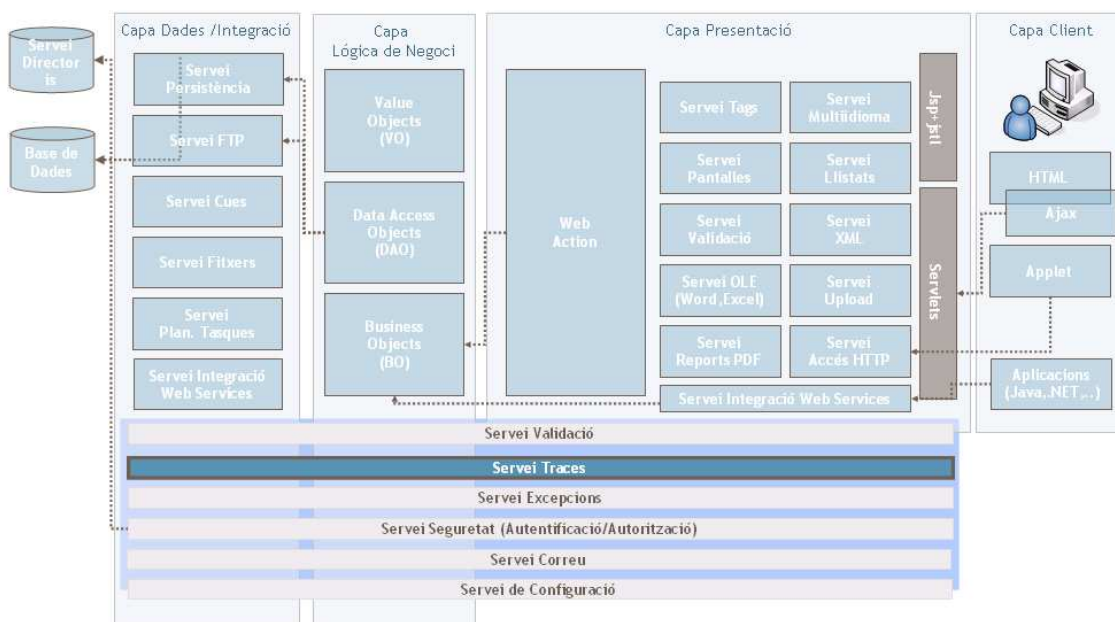 Capa Dades /Integració
Capa
Lógica de Negoci
Capa Presentació
Capa Client
Servei
Director
is
Base de
Dades
Servei
Persistència
Servei FTP
Servei Cues
Servei Fitxers
Servei
Plan. Tasques
Servei Integració
Web Services
Value
Objects
(VO)
Data Access
Objects
(DAO)
Business
Objects
(BO)
Web
Action
Servei Tags
Servei
Multiidioma
Servei
Pantalles
Servei
Llistats
Servei
Validació
Servei
XML
Servei OLE
(Word,Excel)
Servei
Upload
Servei
Reports PDF
Servei
Accés HTTP
Servei Integració Web Services
Jsp+ jstl
Servlets
HTML
Ajax
Applet
Aplicacions
(Java,.NET,..)
Servei Validació
Servei Traces
Servei Excepcions
Servei Seguretat (Autentificació/Autorització)
Servei Correu
Servei de Configuració